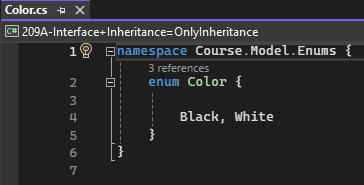 Color.cs
C# 209A-Interface+Inheritance=OnlyInheritance
1 namespace Course.Model.Enums {
3 references
2 enum Color {
3
4 Black, White
5 }
6 }
7